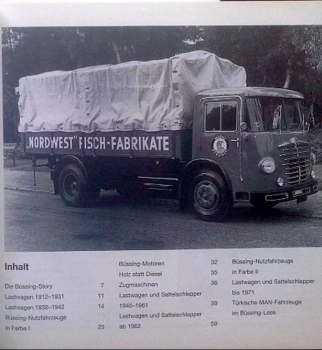 „NORDWEST" FISCH-FABRIKATE
Inhalt
Die Büssing-Story 7
Lastwagen 1912–1931 11
Lastwagen 1932–1942 14
Büssing-Nutzfahrzeuge
in Farbe I 25
Büssing-Motoren 32
Holz statt Diesel 35
Zugmaschinen 36
Lastwagen und Sattelschlepper
1945–1961 39
Lastwagen und Sattelschlepper
ab 1962 59
Büssing-Nutzfahrzeuge
in Farbe II
Lastwagen und Sattelschlepper
bis 1971
Türkische MAN-Fahrzeuge
im Büssing-Look